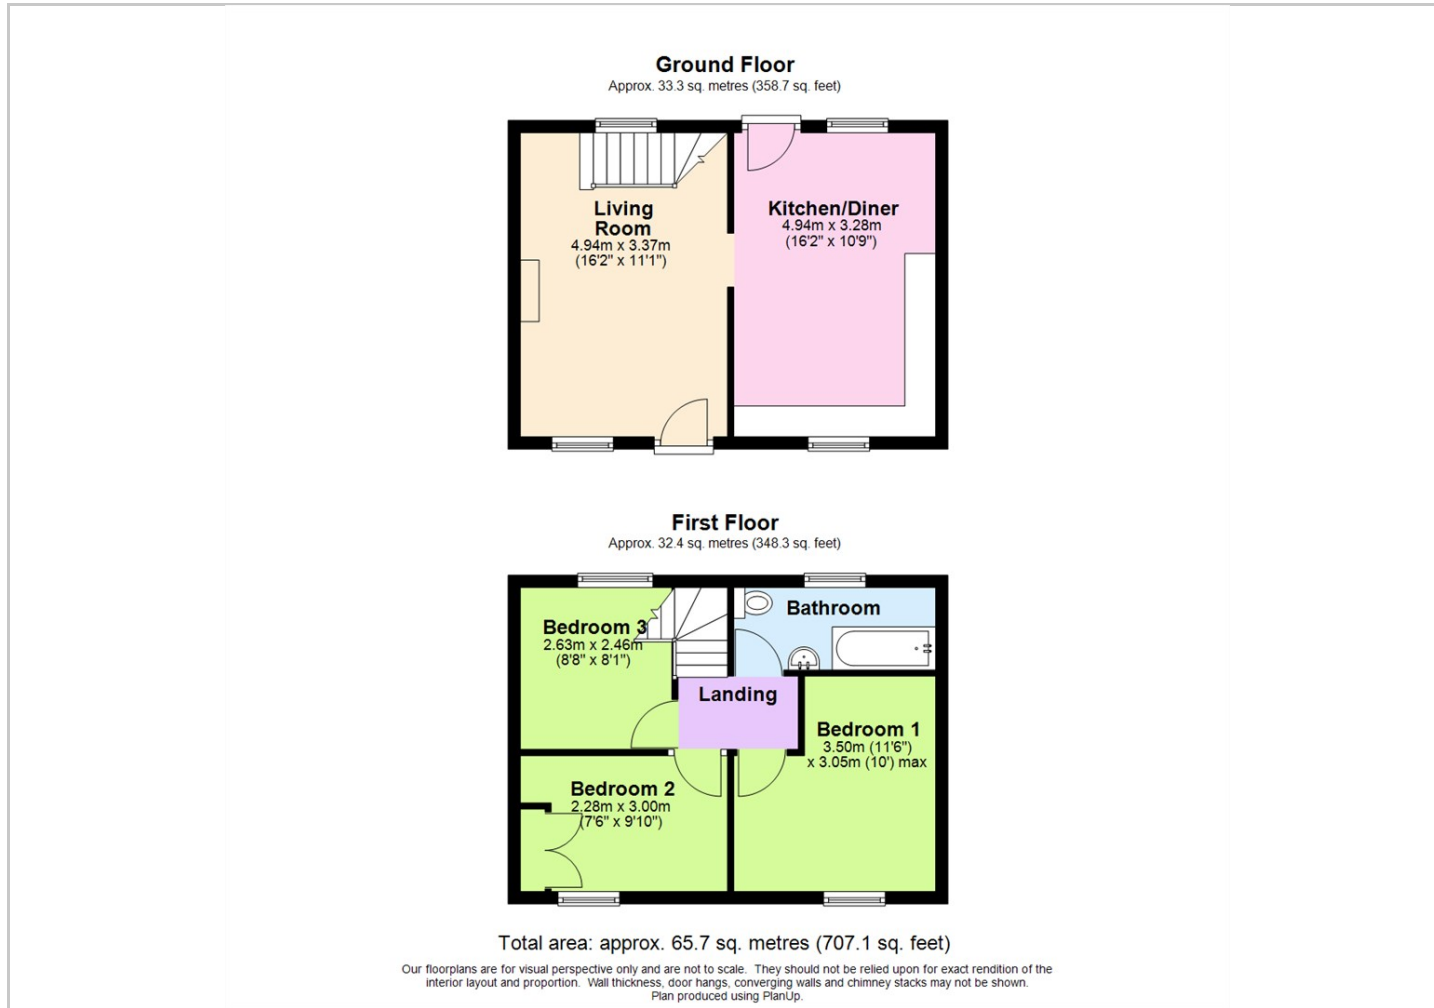 Ground Floor
Approx. 33.3 sq. metres (358.7 sq. feet)
Living
Room
4.94m x 3.37m
(16'2" x 11'1")
Kitchen/Diner
4.94m x 3.28m
(16'2" x 10'9")
First Floor
Approx. 32.4 sq. metres (348.3 sq. feet)
Bedroom 3
2.63m x 2.46m
(8'8" x 8'1")
Bathroom
Landing
Bedroom 1
3.50m (11'6")
x 3.05m (10') max
Bedroom 2
2.28m x 3.00m
(7'6" x 9'10")
Total area: approx. 65.7 sq. metres (707.1 sq. feet)
Our floorplans are for visual perspective only and are not to scale. They should not be relied upon for exact rendition of the
interior layout and proportion. Wall thickness, door hangs, converging walls and chimney stacks may not be shown.
Plan produced using PlanUp.